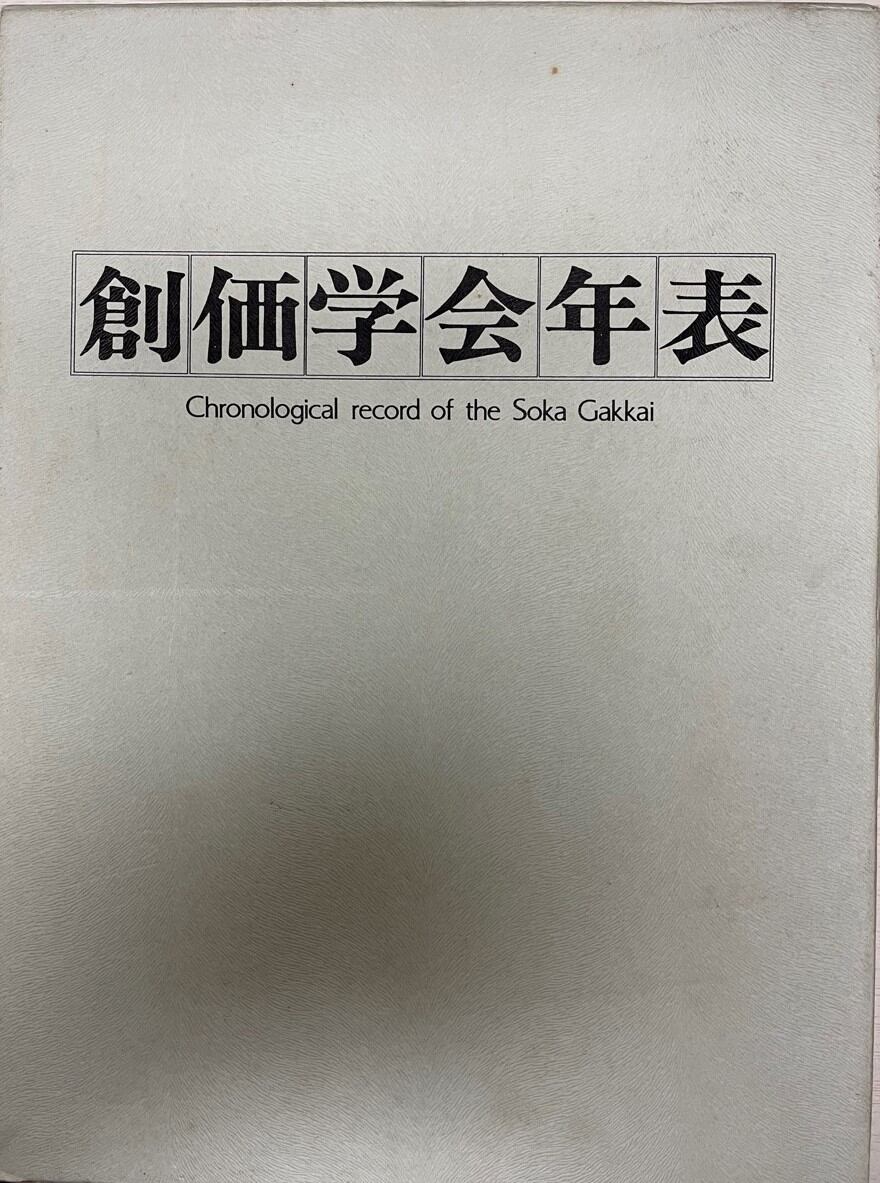 創価学会年表
Chronological record of the Soka Gakkai